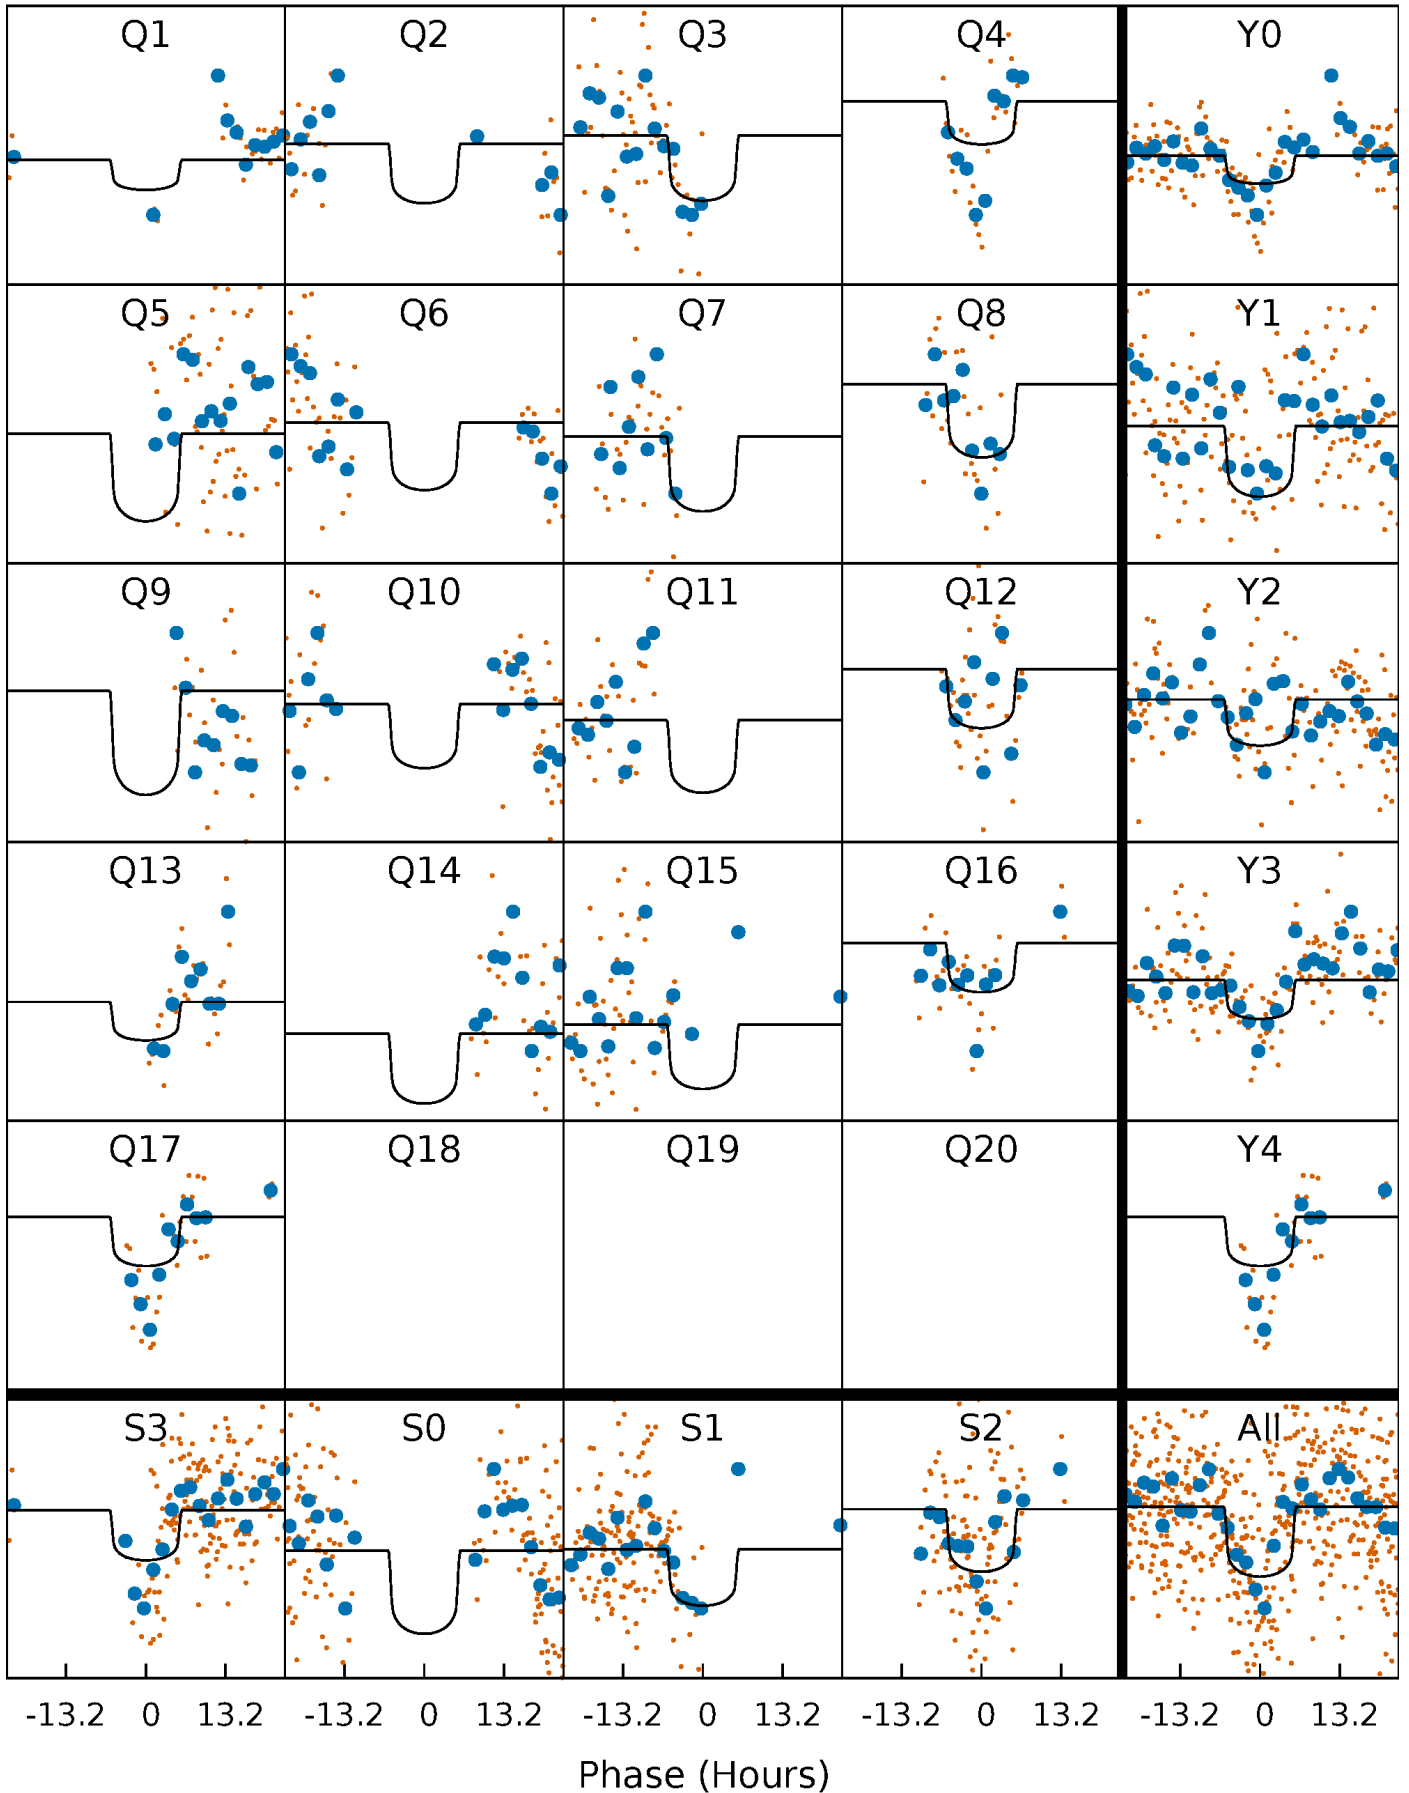 Q1 Q2 Q3 Q4 Y0
Q5 Q6 Q7 Q8 Y1
Q9 Q10 Q11 Q12 Y2
Q13 Q14 Q15 Q16 Y3
Q17 Q18 Q19 Q20 Y4
S3 S0 S1 S2 All
-13.2 0 13.2 -13.2 0 13.2 -13.2 0 13.2 -13.2 0 13.2 -13.2 0 13.2
Phase (Hours)